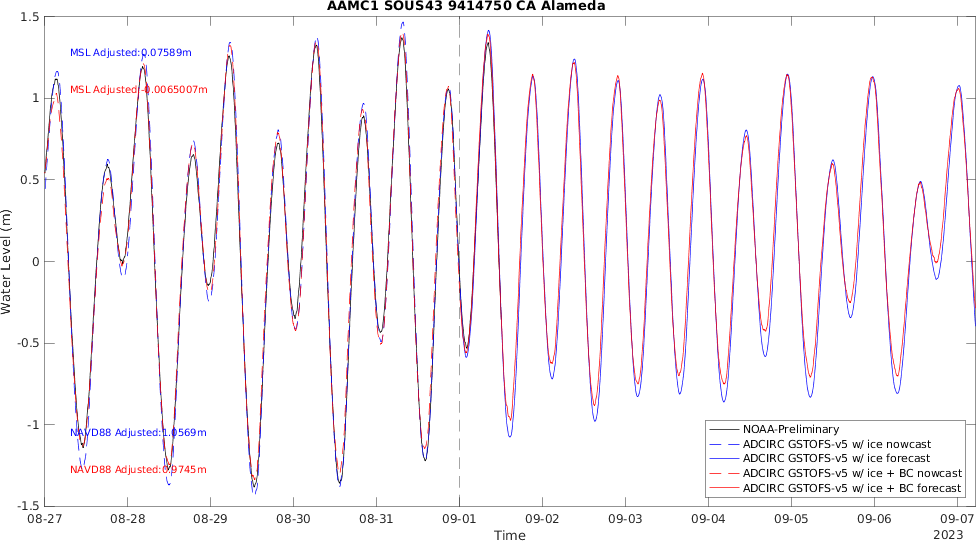 AAMC1 SOUS43 9414750 CA Alameda
1.5
1
0.5
0
-0.5
-1
-1.5
Water Level (m)
MSL Adjusted:0.07589m
MSL Adjusted:-0.0065007m
NAVD88 Adjusted:1.0569m
NAVD88 Adjusted:0.9745m
NOAA-Preliminary
ADCIRC GSTOFS-v5 w/ ice nowcast
ADCIRC GSTOFS-v5 w/ ice forecast
ADCIRC GSTOFS-v5 w/ ice + BC nowcast
ADCIRC GSTOFS-v5 w/ ice + BC forecast
08-27 08-28 08-29 08-30 08-31 09-01 09-02 09-03 09-04 09-05 09-06 09-07
Time
2023